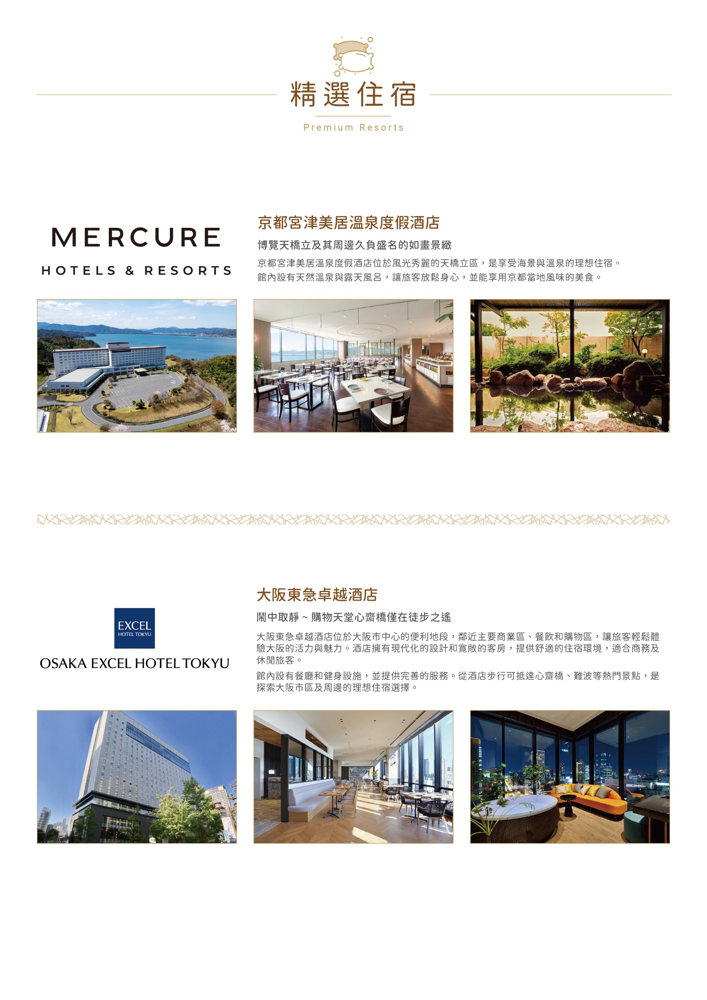 精選住宿
Premium Resorts
MERCURE
HOTELS & RESORTS
京都宮津美居溫泉度假酒店
博覽天橋立及其周邊久負盛名的如畫景緻
京都宮津美居溫泉度假酒店位於風光秀麗的天橋立區，是享受海景與溫泉的理想住宿。
館內設有天然溫泉與露天風呂，讓旅客放鬆身心，並能享用京都當地風味的美食。
EXCEL
HOTEL TOKYU
OSAKA EXCEL HOTEL TOKYU
大阪東急卓越酒店
鬧中取靜 ~ 購物天堂心齋橋僅在徒步之遙
大阪東急卓越酒店位於大阪市中心的便利地段，鄰近主要商業區、餐飲和購物區，讓旅客輕鬆體
驗大阪的活力與魅力。酒店擁有現代化的設計和寬敞的客房，提供舒適的住宿環境，適合商務及
休閒旅客。
館內設有餐廳和健身設施，並提供完善的服務。從酒店步行可抵達心齋橋、難波等熱門景點，是
探索大阪市區及周邊的理想住宿選擇。